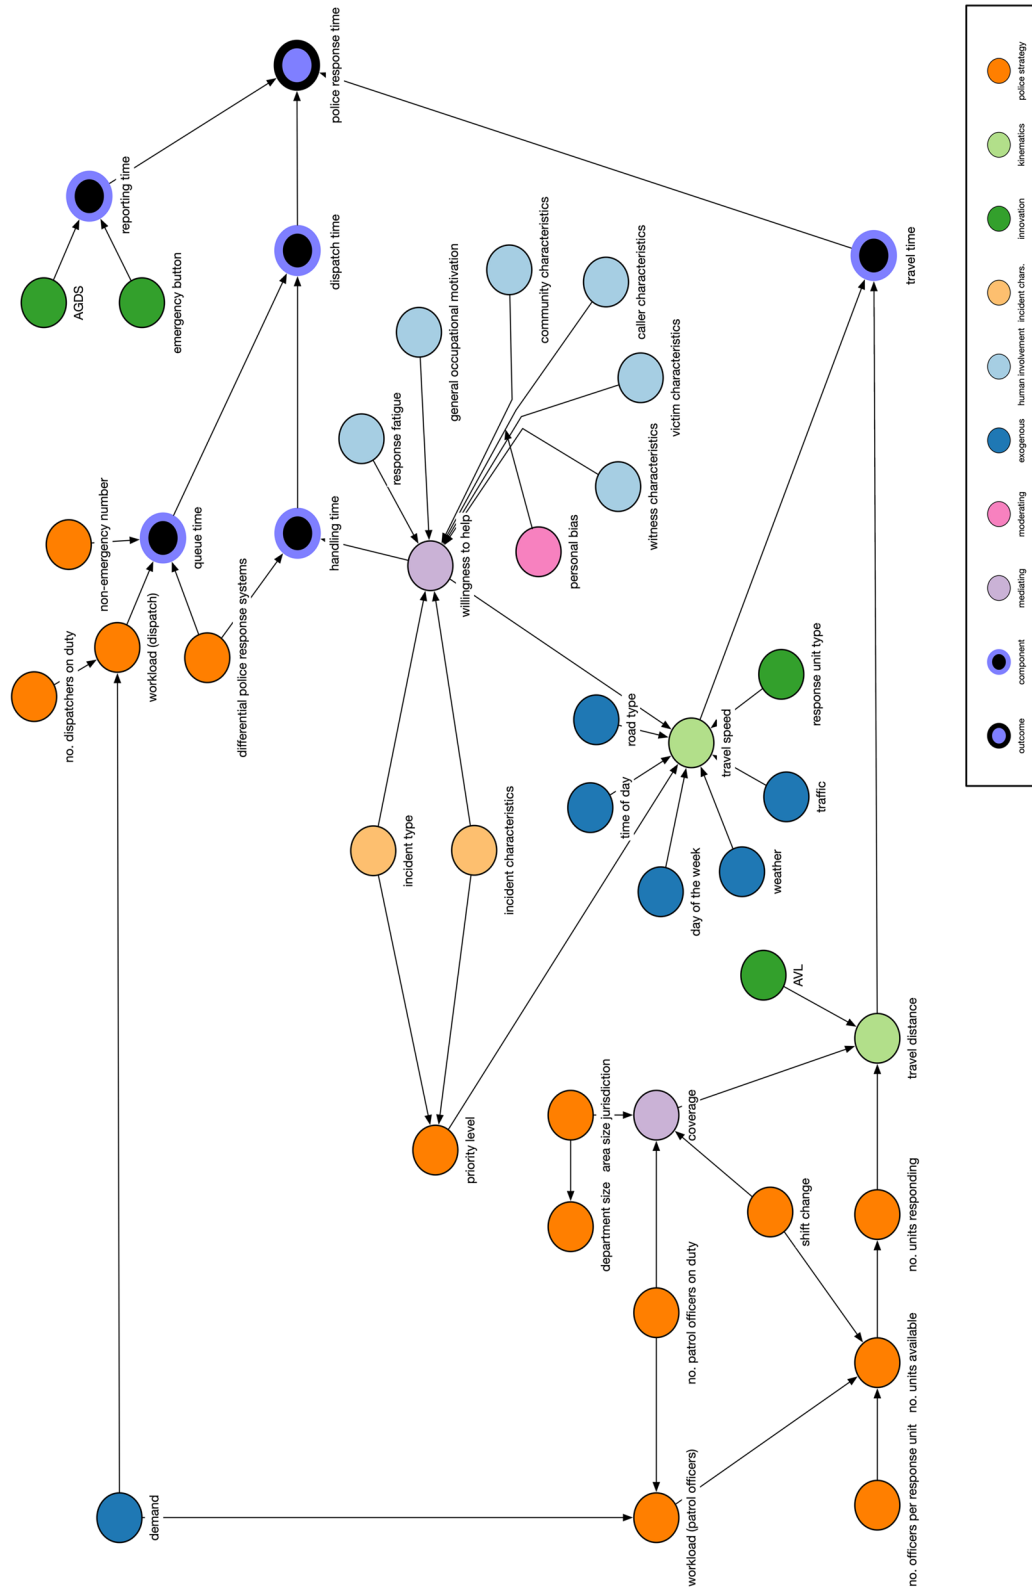 demand
no. dispatchers on duty
workload (dispatch)
non-emergency number
queue time
differential police response systems
AGDS
emergency button
reporting time
dispatch time
police response time
handling time
response fatigue
general occupational motivation
community characteristics
caller characteristics
victim characteristics
witness characteristics
personal bias
willingness to help
incident type
incident characteristics
priority level
road type
time of day
day of the week
weather
traffic
travel speed
response unit type
travel time
AVL
travel distance
area size jurisdiction
department size
coverage
shift change
no. patrol officers on duty
workload (patrol officers)
no. officers per response unit
no. units available
no. units responding
outcome
component
mediating
moderating
exogenous
human involvement
incident chars.
innovation
kinematics
police strategy